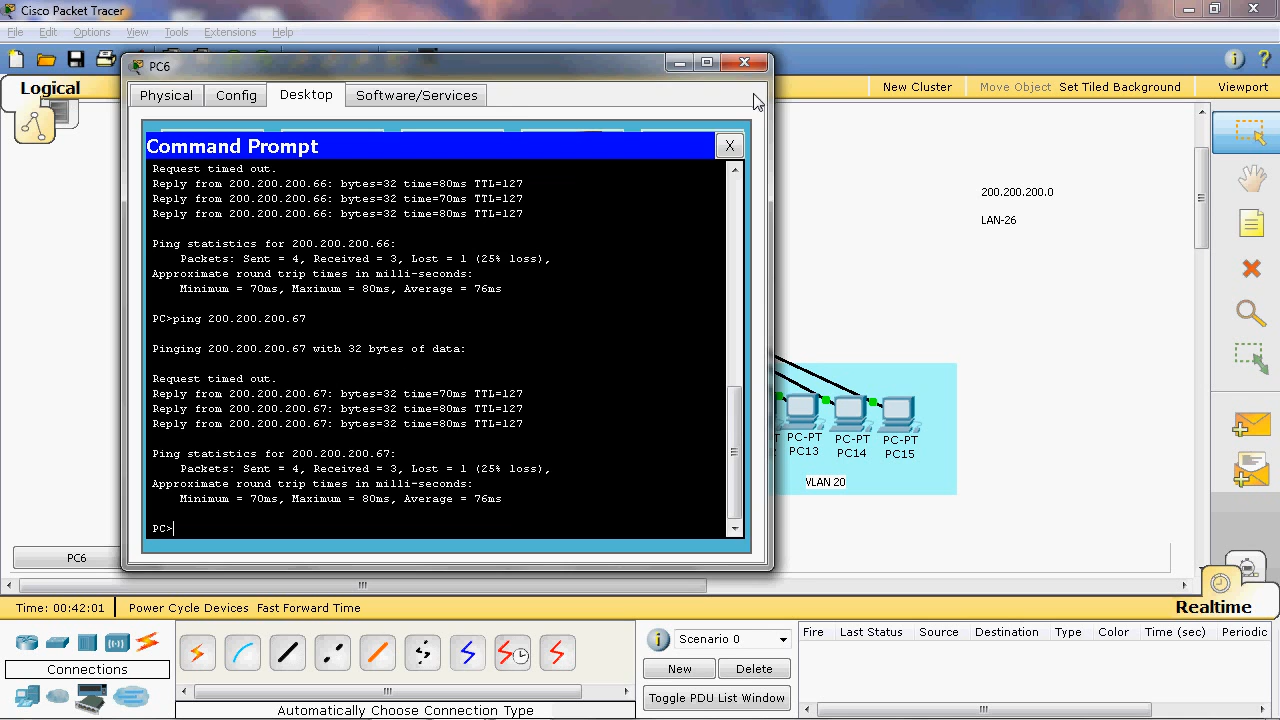 Cisco Packet Tracer
File Edit Options View Tools Extensions Help
PC6
Logical
New Cluster Move Object Set Tiled Background Viewport
Physical Config Desktop Software/Services
Command Prompt X
Request timed out.
Reply from 200.200.200.66: bytes=32 time=80ms TTL=127
Reply from 200.200.200.66: bytes=32 time=70ms TTL=127
Reply from 200.200.200.66: bytes=32 time=80ms TTL=127
Ping statistics for 200.200.200.66:
Packets: Sent = 4, Received = 3, Lost = 1 (25% loss),
Approximate round trip times in milli-seconds:
Minimum = 70ms, Maximum = 80ms, Average = 76ms
PC>ping 200.200.200.67
Pinging 200.200.200.67 with 32 bytes of data:
Request timed out.
Reply from 200.200.200.67: bytes=32 time=70ms TTL=127
Reply from 200.200.200.67: bytes=32 time=80ms TTL=127
Reply from 200.200.200.67: bytes=32 time=80ms TTL=127
Ping statistics for 200.200.200.67:
Packets: Sent = 4, Received = 3, Lost = 1 (25% loss),
Approximate round trip times in milli-seconds:
Minimum = 70ms, Maximum = 80ms, Average = 76ms
PC>
200.200.200.0
LAN-26
PC-PT PC-PT PC-PT
PC13 PC14 PC15
VLAN 20
PC6
Time: 00:42:01 Power Cycle Devices Fast Forward Time
Realtime
Connections
Automatically Choose Connection Type
Scenario 0
New Delete
Toggle PDU List Window
Fire Last Status Source Destination Type Color Time (sec) Periodic